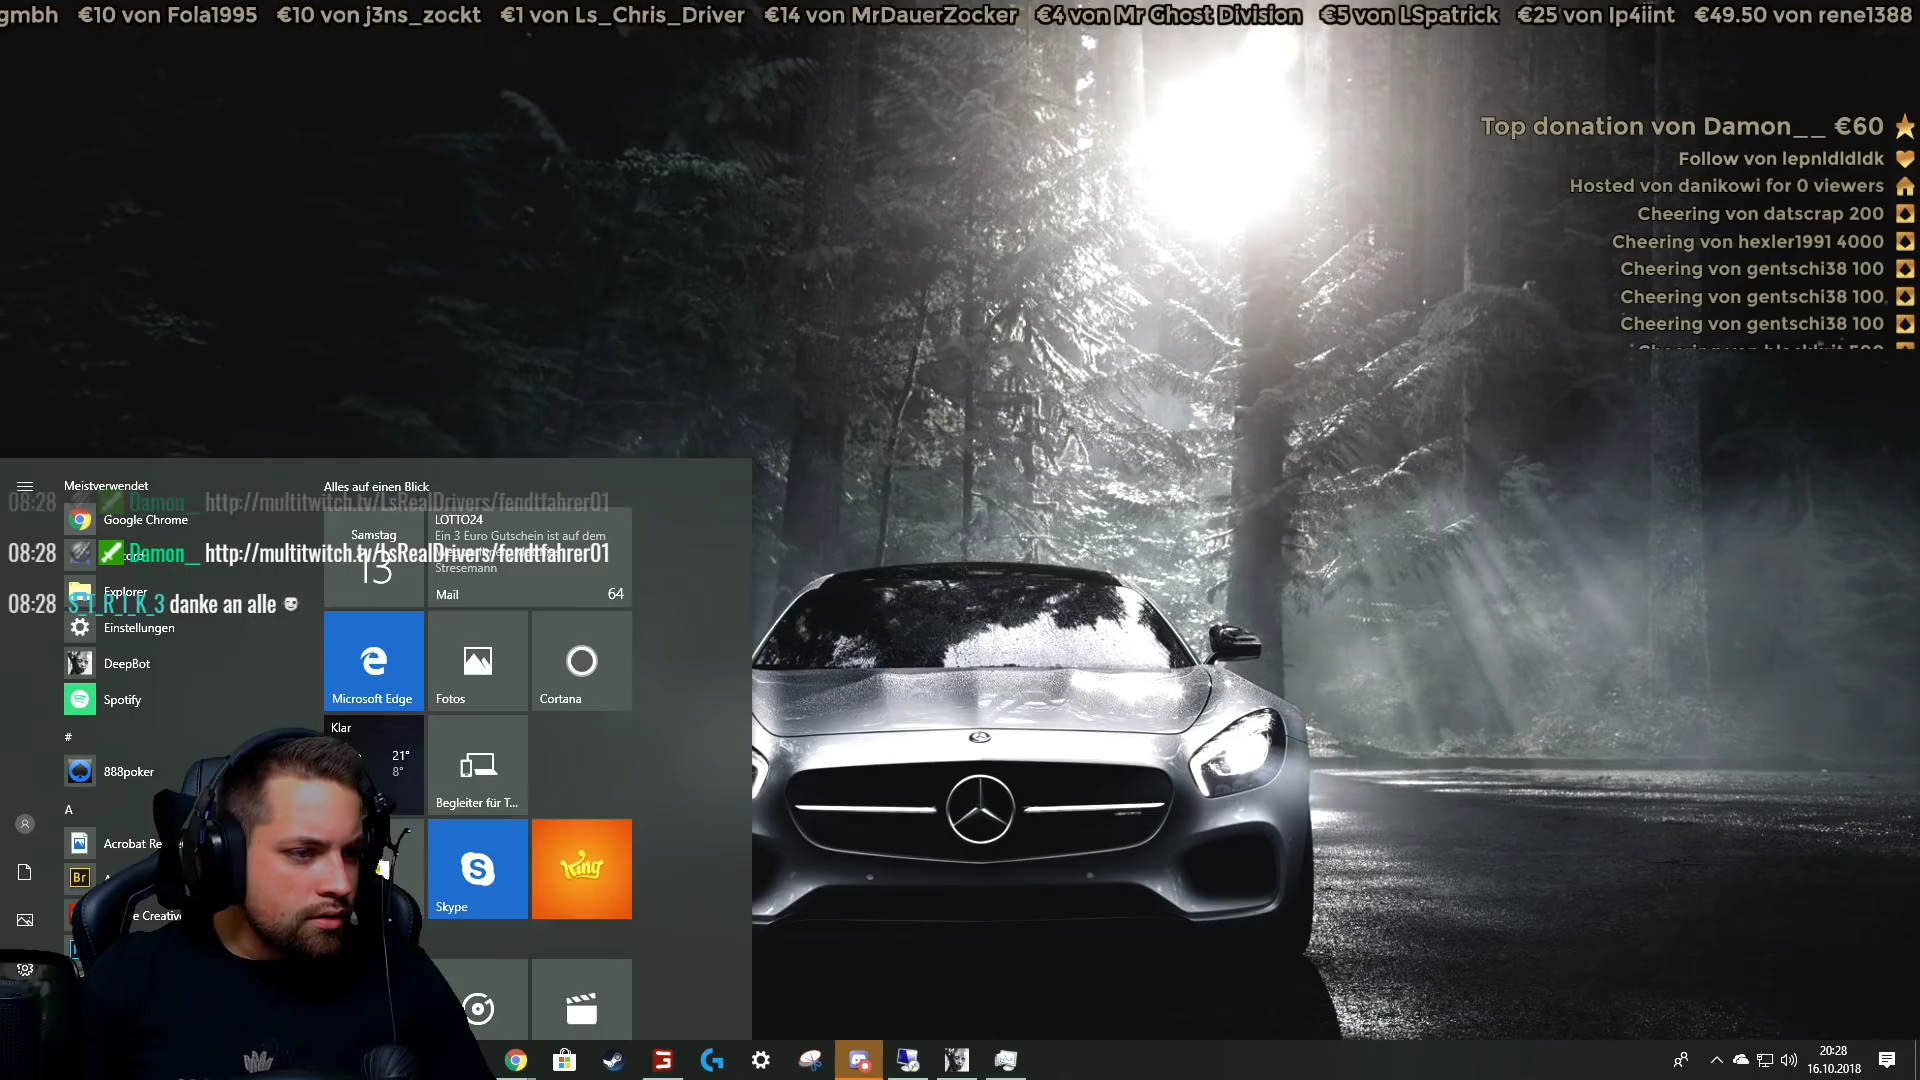 gmbh €10 von Fola1995 €10 von j3ns_zockt €1 von Ls_Chris_Driver €14 von MrDauerZocker €4 von Mr Ghost Division €5 von LSpatrick €25 von lp4iint €49.50 von rene1388
Top donation von Damon__ €60
Follow von lepnldldldk
Hosted von danikowi for 0 viewers
Cheering von datscrap 200
Cheering von hexler1991 4000
Cheering von gentschi38 100
Cheering von gentschi38 100
Cheering von gentschi38 100
Meistverwendet
Alles auf einen Blick
08:28 Damon__ http://multitwitch.tv/LsRealDrivers/fendtfahrer01
Google Chrome
08:28 Damon__ http://multitwitch.tv/LsRealDrivers/fendtfahrer01
Explorer
08:28 S_T_R_I_K_3 danke an alle
Einstellungen
DeepBot
Spotify
#
888poker
A
Acrobat Re
Br
e Creative
Samstag
13
LOTTO24
Ein 3 Euro Gutschein ist auf dem
Stresemann
Mail 64
Microsoft Edge
Fotos
Cortana
Klar
21°
8°
Begleiter für T...
Skype
king
20:28
16.10.2018